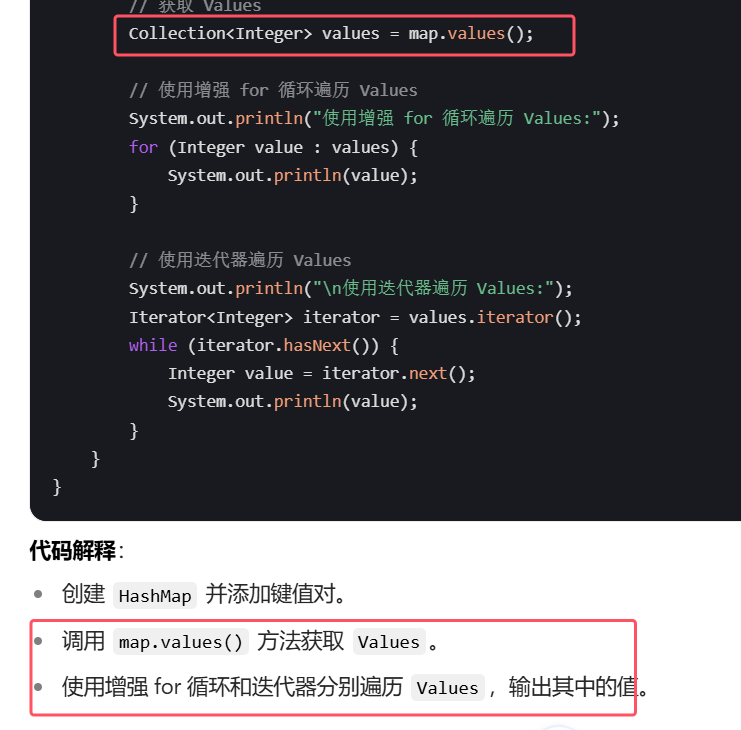 // 获取 Values
Collection<Integer> values = map.values();
// 使用增强 for 循环遍历 Values
System.out.println("使用增强 for 循环遍历 Values:");
for (Integer value : values) {
System.out.println(value);
}
// 使用迭代器遍历 Values
System.out.println("\n使用迭代器遍历 Values:");
Iterator<Integer> iterator = values.iterator();
while (iterator.hasNext()) {
Integer value = iterator.next();
System.out.println(value);
}
}
}
代码解释：
• 创建 HashMap 并添加键值对。
• 调用 map.values() 方法获取 Values 。
• 使用增强 for 循环和迭代器分别遍历 Values ，输出其中的值。